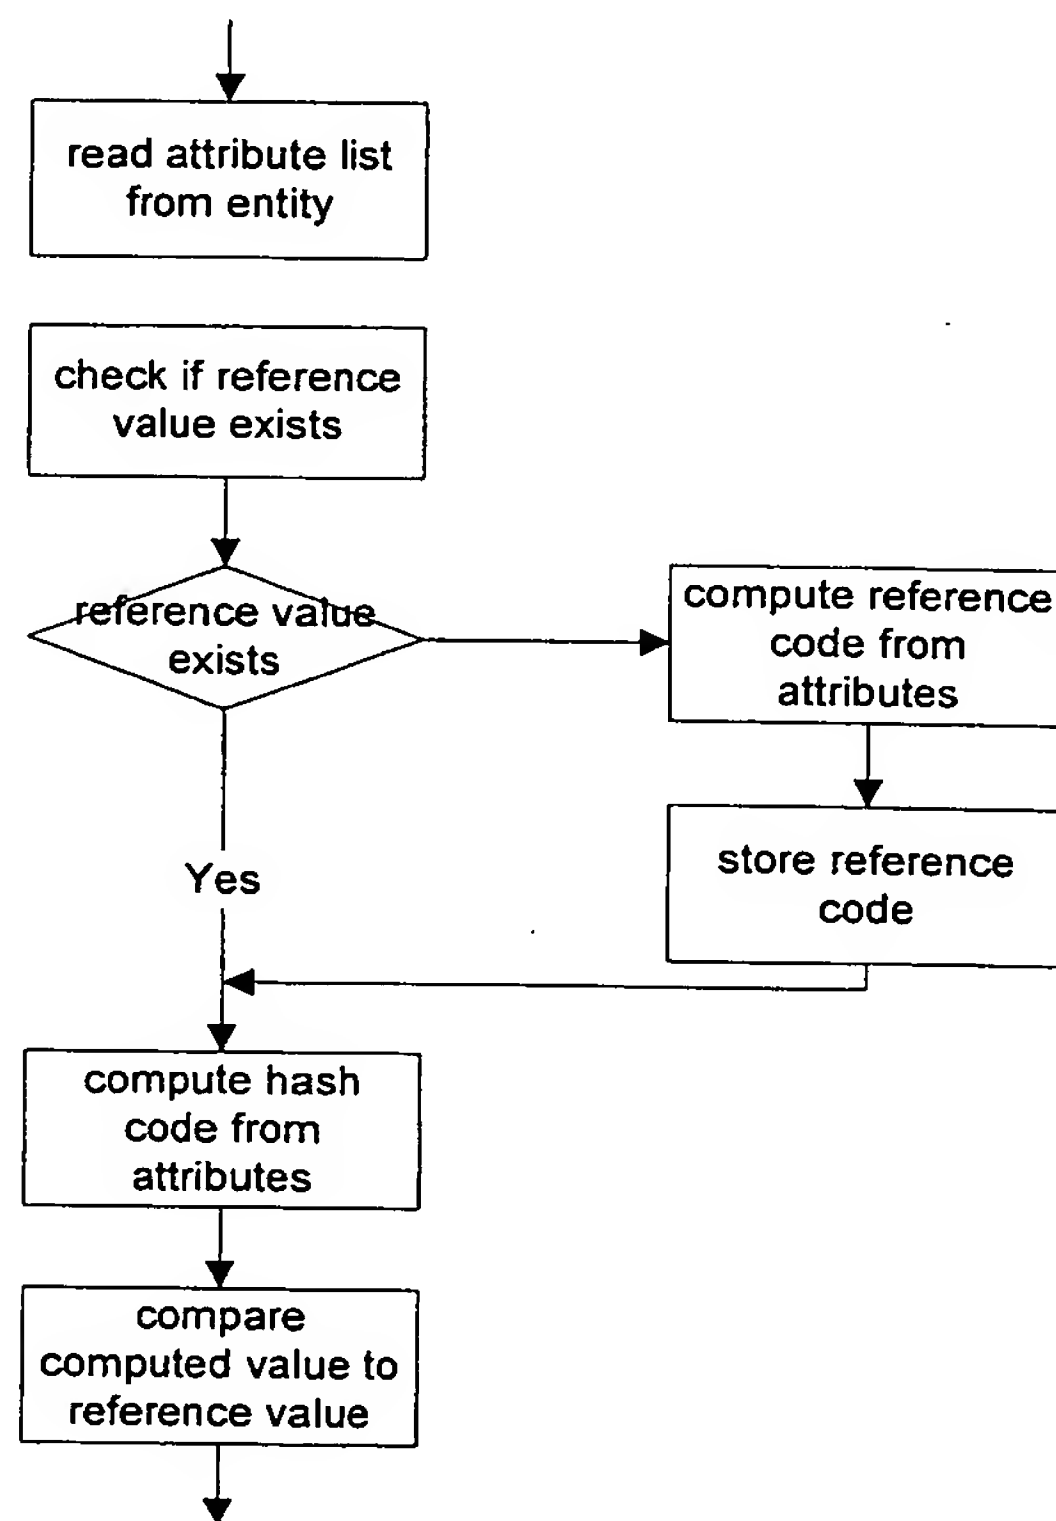 read attribute list
from entity
check if reference
value exists
reference value
exists
compute reference
code from
attributes
store reference
code
Yes
compute hash
code from
attributes
compare
computed value to
reference value